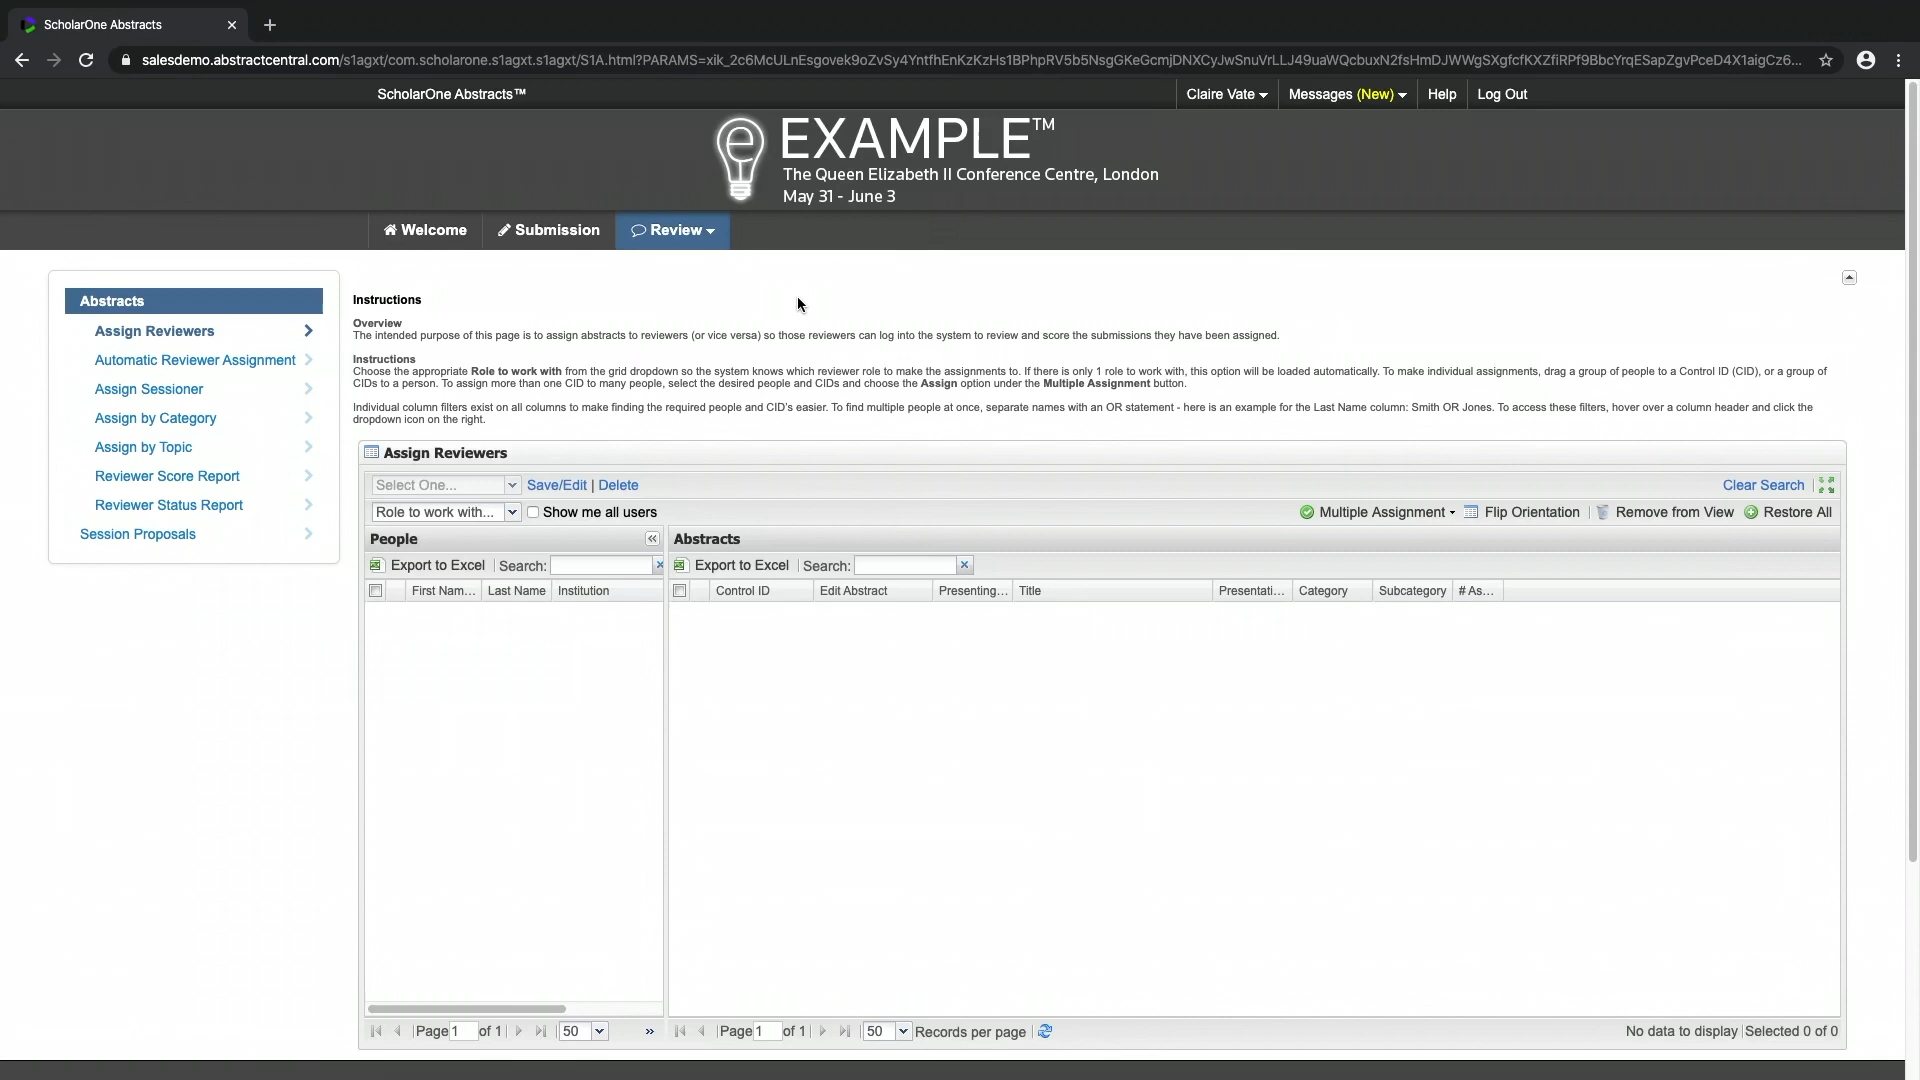 ScholarOne Abstracts
salesdemo.abstractcentral.com
ScholarOne Abstracts™
Claire Vate
Messages (New)
Help
Log Out
EXAMPLE™
The Queen Elizabeth II Conference Centre, London
May 31 - June 3
Welcome
Submission
Review
Abstracts
Assign Reviewers
Automatic Reviewer Assignment
Assign Sessioner
Assign by Category
Assign by Topic
Reviewer Score Report
Reviewer Status Report
Session Proposals
Instructions
Overview
The intended purpose of this page is to assign abstracts to reviewers (or vice versa) so those reviewers can log into the system to review and score the submissions they have been assigned.
Instructions
Choose the appropriate Role to work with from the grid dropdown so the system knows which reviewer role to make the assignments to. If there is only 1 role to work with, this option will be loaded automatically. To make individual assignments, drag a group of people to a Control ID (CID), or a group of
CIDs to a person. To assign more than one CID to many people, select the desired people and CIDs and choose the Assign option under the Multiple Assignment button.
Individual column filters exist on all columns to make finding the required people and CID's easier. To find multiple people at once, separate names with an OR statement - here is an example for the Last Name column: Smith OR Jones. To access these filters, hover over a column header and click the
dropdown icon on the right.
Assign Reviewers
Select One... Save/Edit | Delete Clear Search
Role to work with... Show me all users Multiple Assignment Flip Orientation Remove from View Restore All
People
Export to Excel Search:
First Nam... Last Name Institution
Page 1 of 1 50
Abstracts
Export to Excel Search:
Control ID Edit Abstract Presenting... Title Presentati... Category Subcategory # As...
Page 1 of 1 50 Records per page No data to display Selected 0 of 0